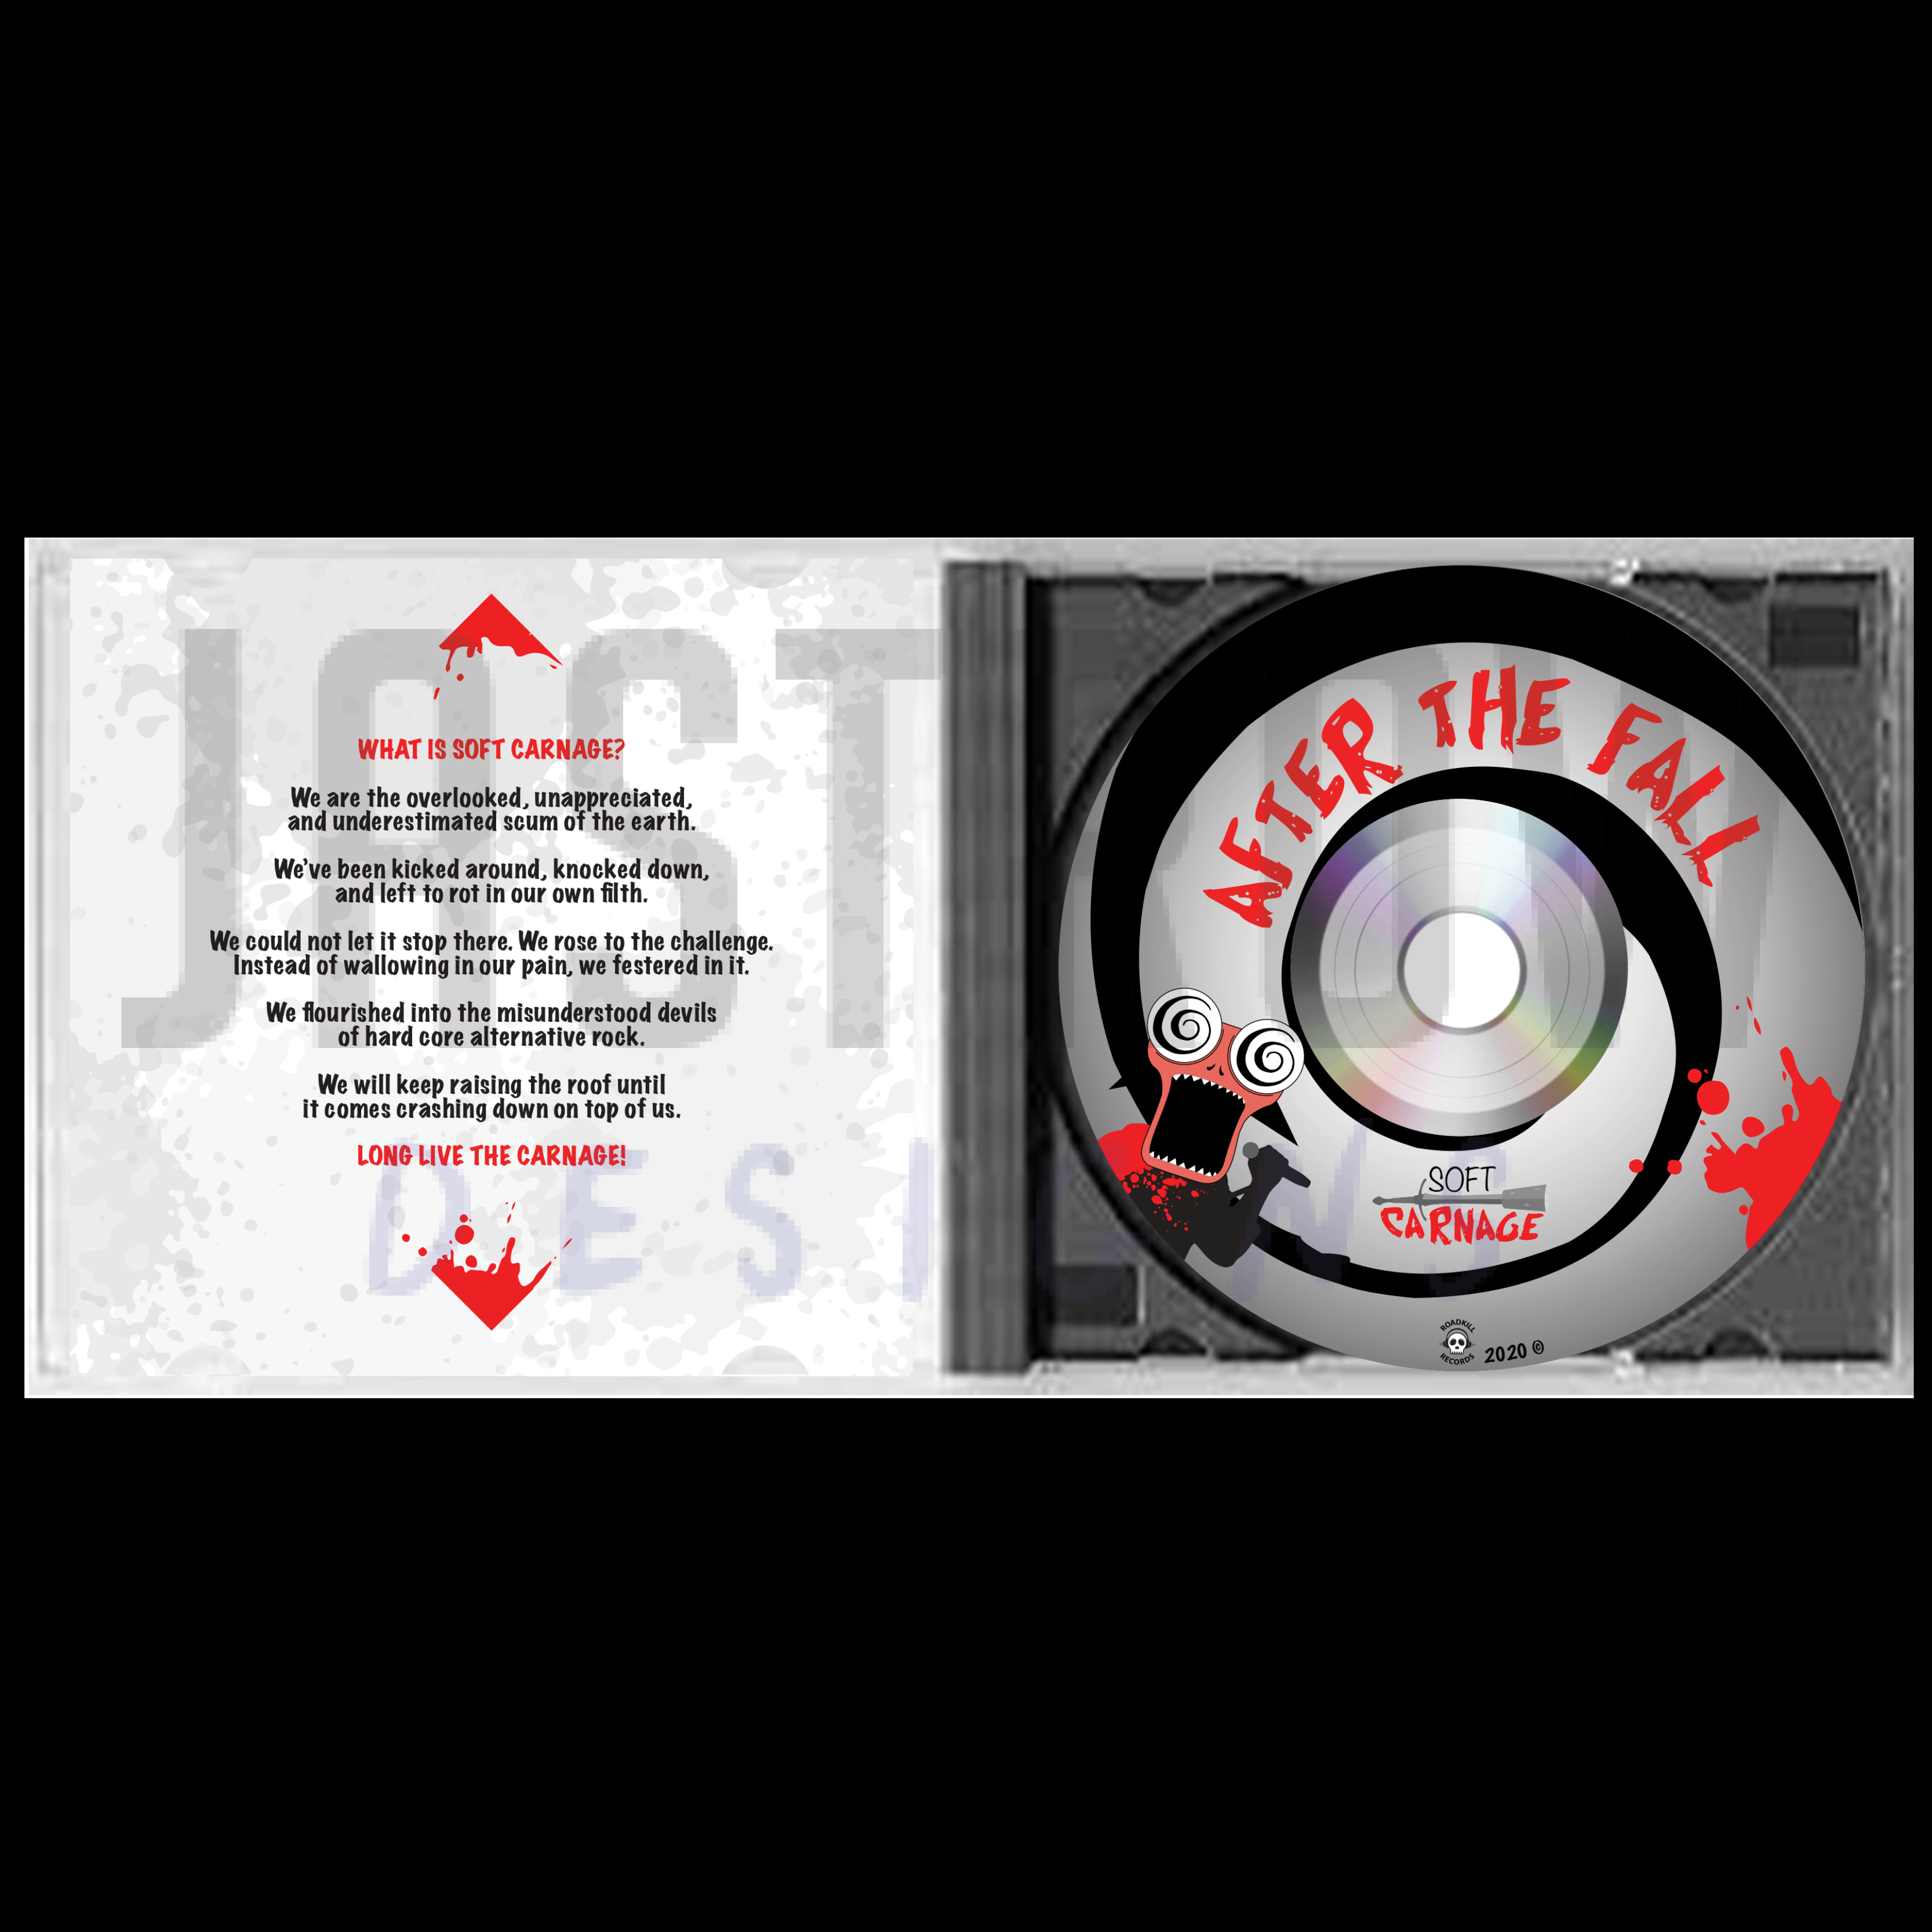 WHAT IS SOFT CARNAGE?
We are the overlooked, unappreciated,
and underestimated scum of the earth.
We've been kicked around, knocked down,
and left to rot in our own filth.
We could not let it stop there. We rose to the challenge.
Instead of wallowing in our pain, we festered in it.
We flourished into the misunderstood devils
of hard core alternative rock.
We will keep raising the roof until
it comes crashing down on top of us.
LONG LIVE THE CARNAGE!
AFTER THE FALL
SOFT
CARNAGE
ROADKILL
RECORDS
2020 ©
DESIGNS